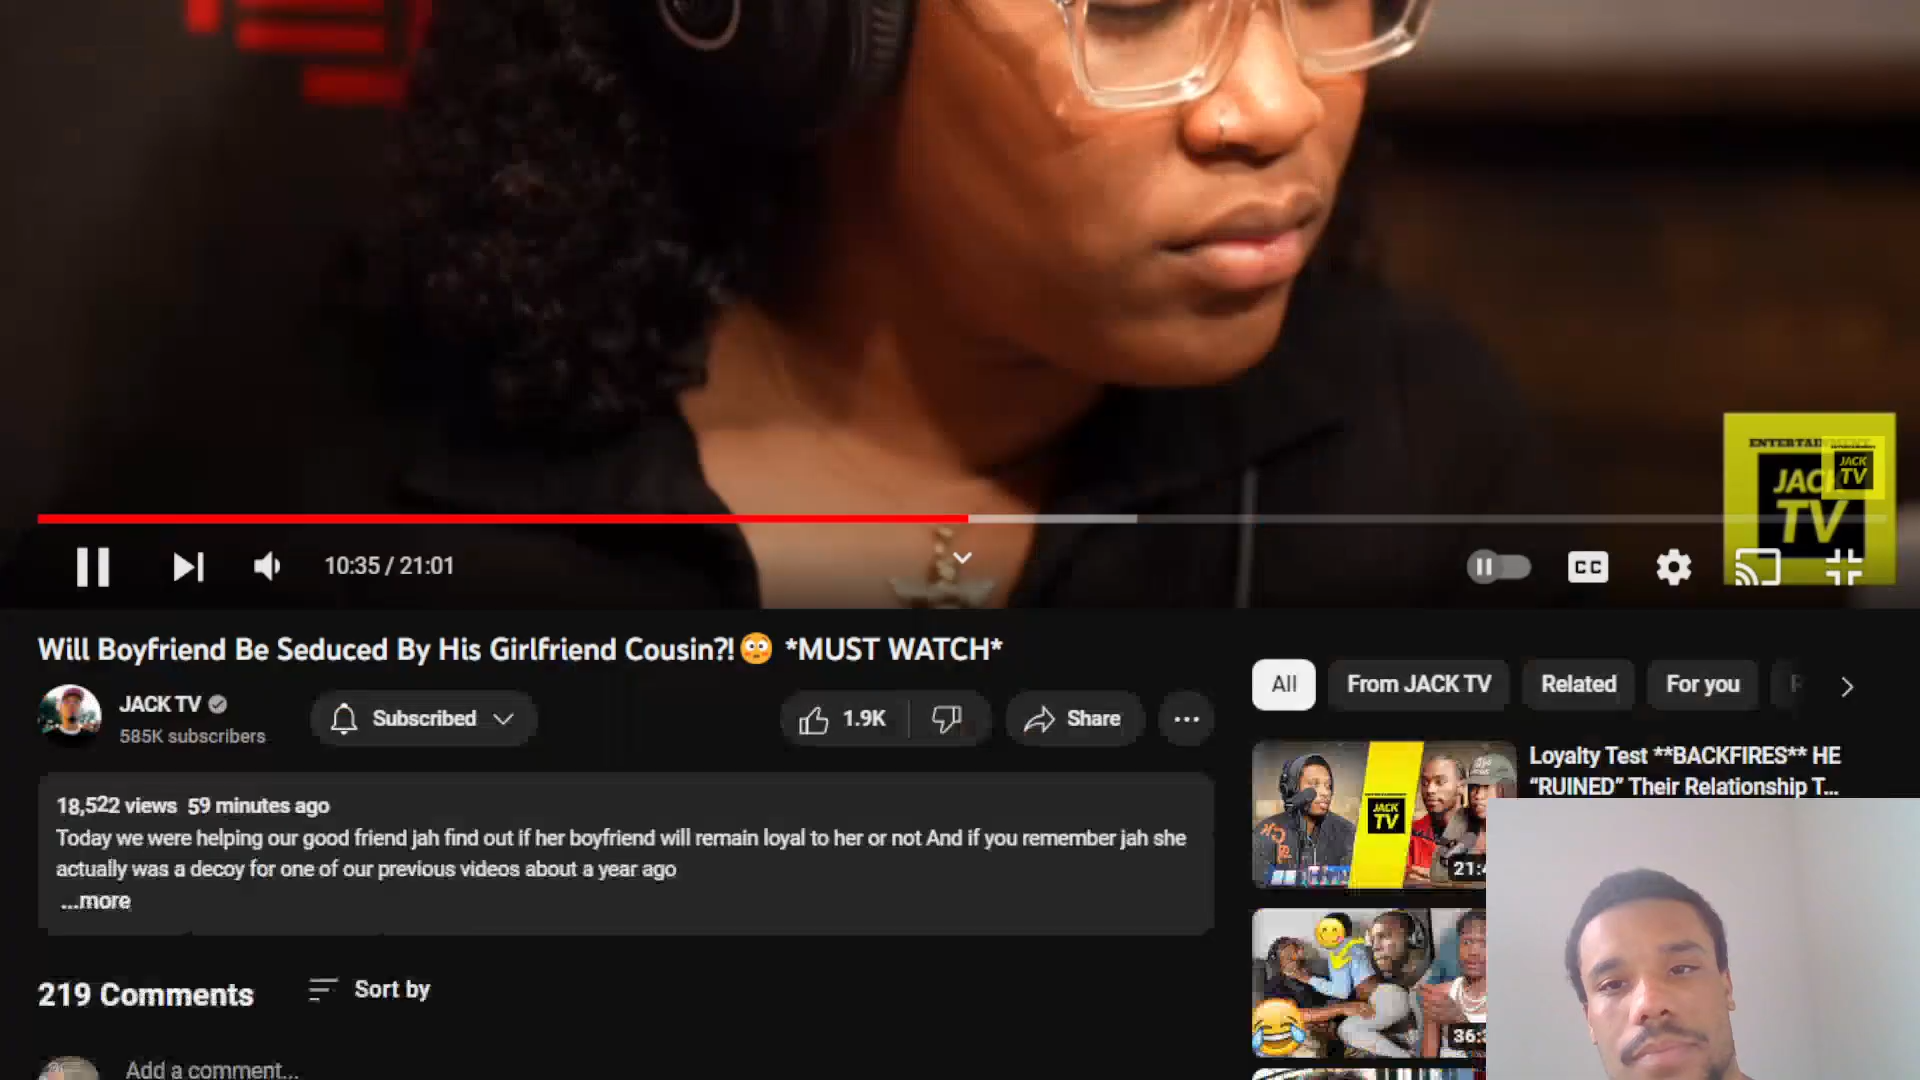 ENTERTAINMENT
JACK
TV
JACK
TV
10:35 / 21:01
CC
Will Boyfriend Be Seduced By His Girlfriend Cousin?!😳 *MUST WATCH*
JACK TV
585K subscribers
Subscribed
1.9K
Share
All
From JACK TV
Related
For you
18,522 views 59 minutes ago
Today we were helping our good friend jah find out if her boyfriend will remain loyal to her or not And if you remember jah she
actually was a decoy for one of our previous videos about a year ago
...more
Loyalty Test **BACKFIRES** HE
“RUINED” Their Relationship T...
JACK
TV
219 Comments
Sort by
Add a comment...